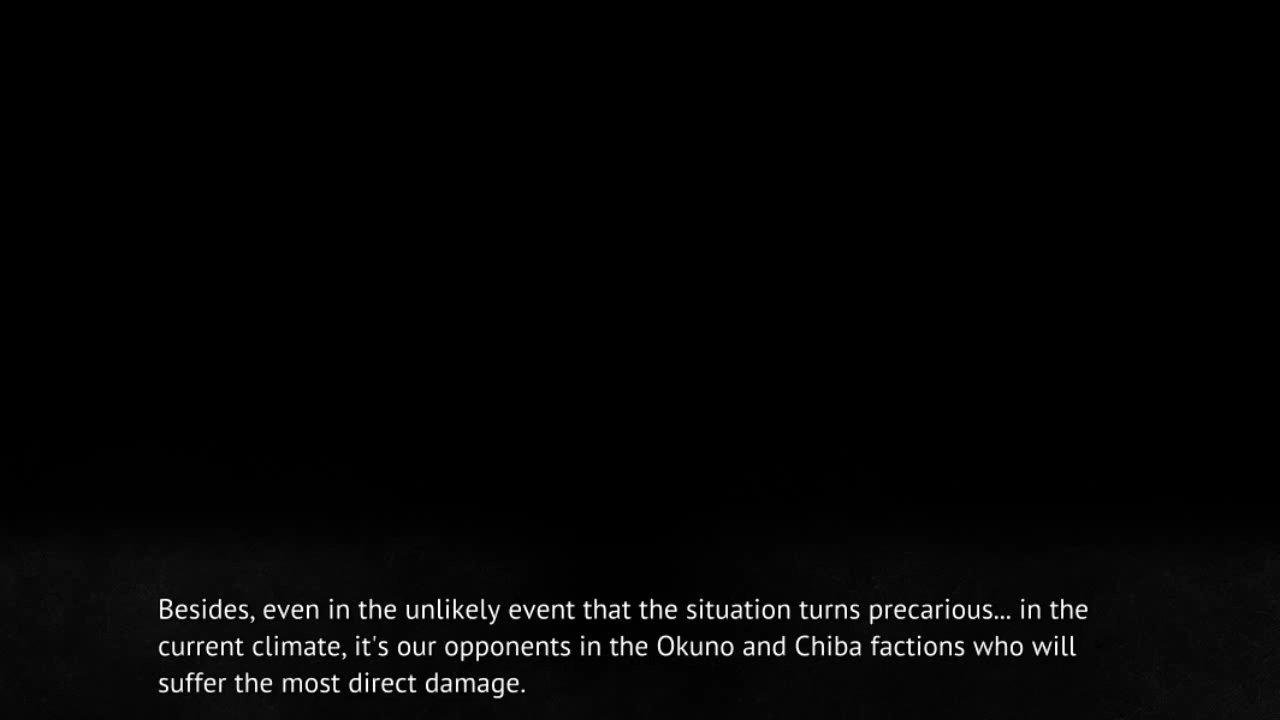 Besides, even in the unlikely event that the situation turns precarious... in the
current climate, it's our opponents in the Okuno and Chiba factions who will
suffer the most direct damage.